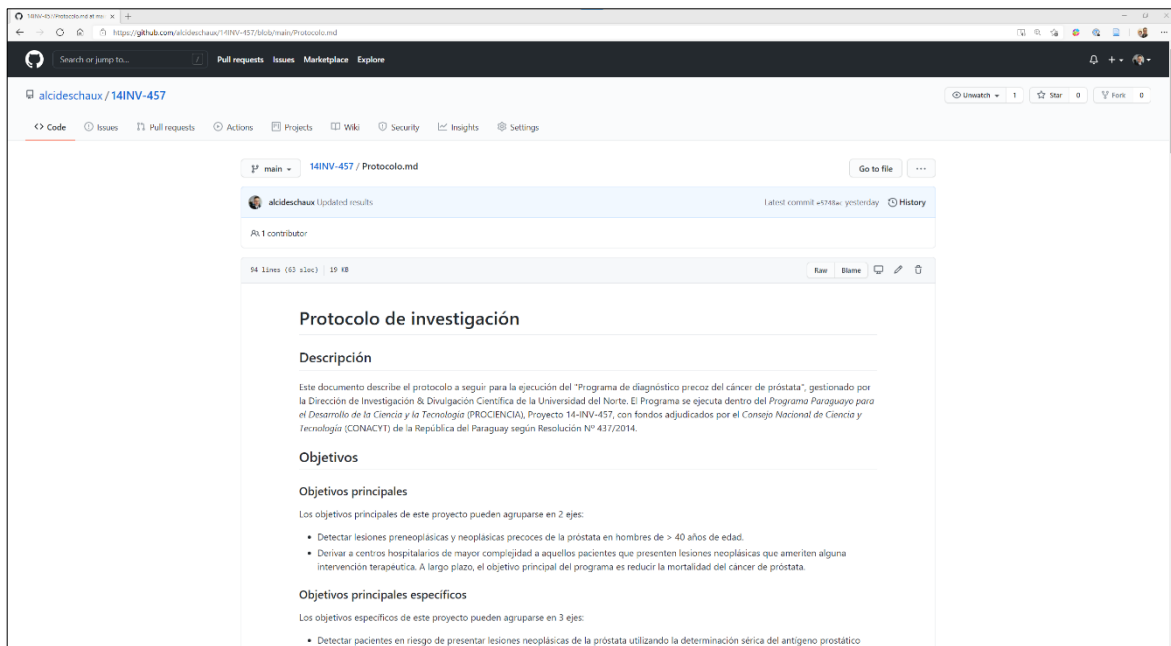 14INV-457/Protocolo.md at mai
https://github.com/alcideschaux/14INV-457/blob/main/Protocolo.md
Search or jump to... / Pull requests Issues Marketplace Explore
alcideschaux / 14INV-457 Unwatch 1 Star 0 Fork 0
Code Issues Pull requests Actions Projects Wiki Security Insights Settings
main 14INV-457 / Protocolo.md Go to file ...
alcideschaux Updated results Latest commit yesterday History
1 contributor
94 lines (63 sloc) | 19 KB Raw Blame
Protocolo de investigación
Descripción
Este documento describe el protocolo a seguir para la ejecución del "Programa de diagnóstico precoz del cáncer de próstata", gestionado por
la Dirección de Investigación & Divulgación Científica de la Universidad del Norte. El Programa se ejecuta dentro del Programa Paraguayo para
el Desarrollo de la Ciencia y la Tecnología (PROCIENCIA), Proyecto 14-INV-457, con fondos adjudicados por el Consejo Nacional de Ciencia y
Tecnología (CONACYT) de la República del Paraguay según Resolución Nº 437/2014.
Objetivos
Objetivos principales
Los objetivos principales de este proyecto pueden agruparse en 2 ejes:
• Detectar lesiones preneoplásicas y neoplásicas precoces de la próstata en hombres de > 40 años de edad.
• Derivar a centros hospitalarios de mayor complejidad a aquellos pacientes que presenten lesiones neoplásicas que ameriten alguna
intervención terapeutica. A largo plazo, el objetivo principal del programa es reducir la mortalidad del cáncer de próstata.
Objetivos principales específicos
Los objetivos específicos de este proyecto pueden agruparse en 3 ejes:
• Detectar pacientes en riesgo de presentar lesiones neoplásicas de la próstata utilizando la determinación sérica del antígeno prostático